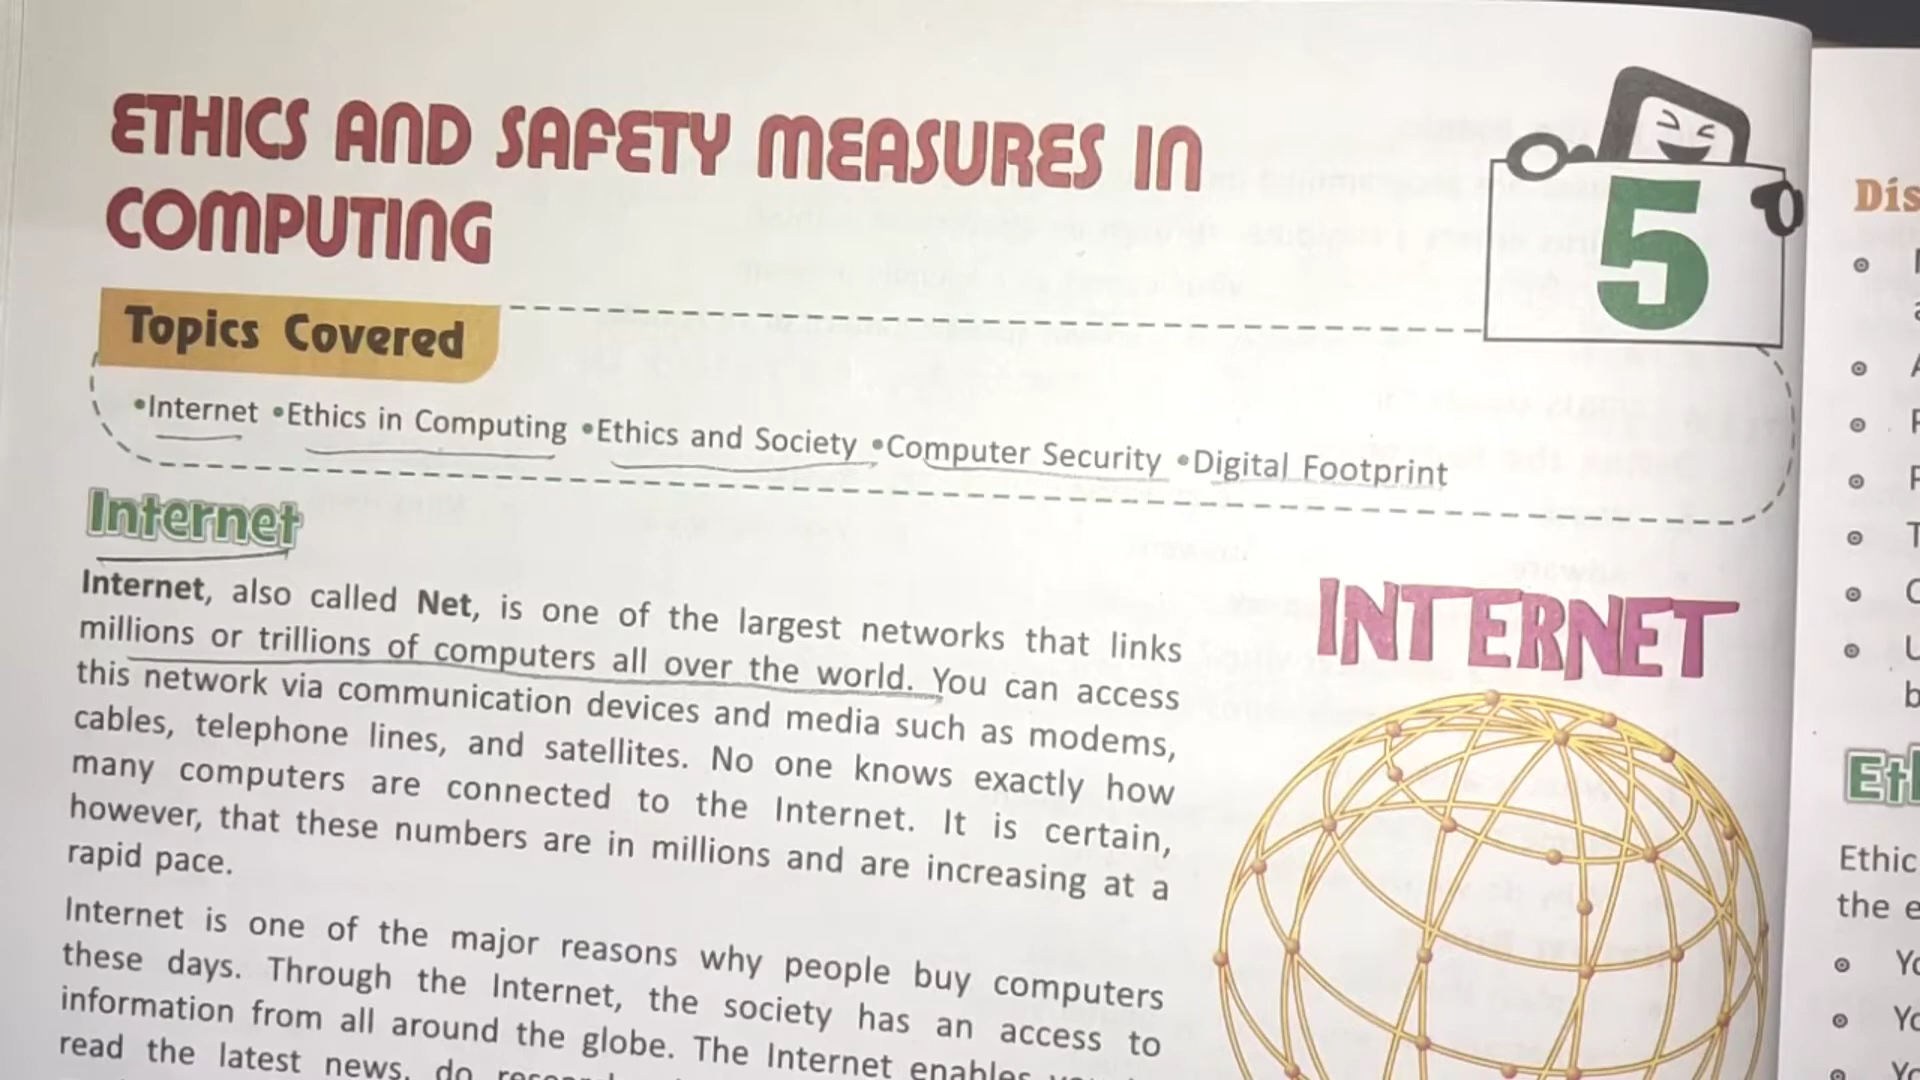 ETHICS AND SAFETY MEASURES IN
COMPUTING
5
Topics Covered
•Internet •Ethics in Computing •Ethics and Society •Computer Security •Digital Footprint
Internet
Internet, also called Net, is one of the largest networks that links
millions or trillions of computers all over the world. You can access
this network via communication devices and media such as modems,
cables, telephone lines, and satellites. No one knows exactly how
many computers are connected to the Internet. It is certain,
however, that these numbers are in millions and are increasing at a
rapid pace.
Internet is one of the major reasons why people buy computers
these days. Through the Internet, the society has an access to
information from all around the globe. The Internet enables
read the latest news, do
INTERNET
the